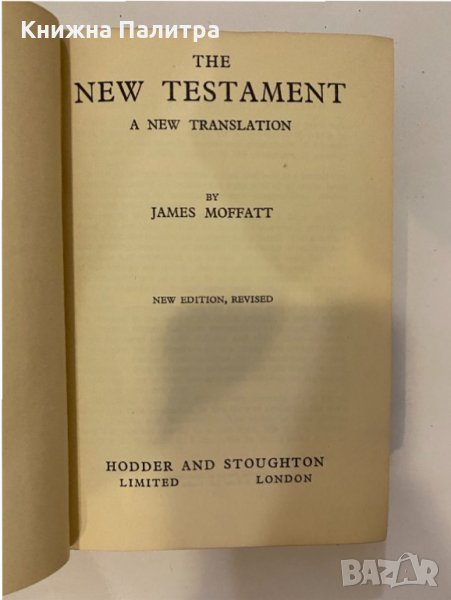 Книжна Палитра
THE
NEW TESTAMENT
A NEW TRANSLATION
BY
JAMES MOFFATT
NEW EDITION, REVISED
HODDER AND STOUGHTON
LIMITED LONDON
BAZAR